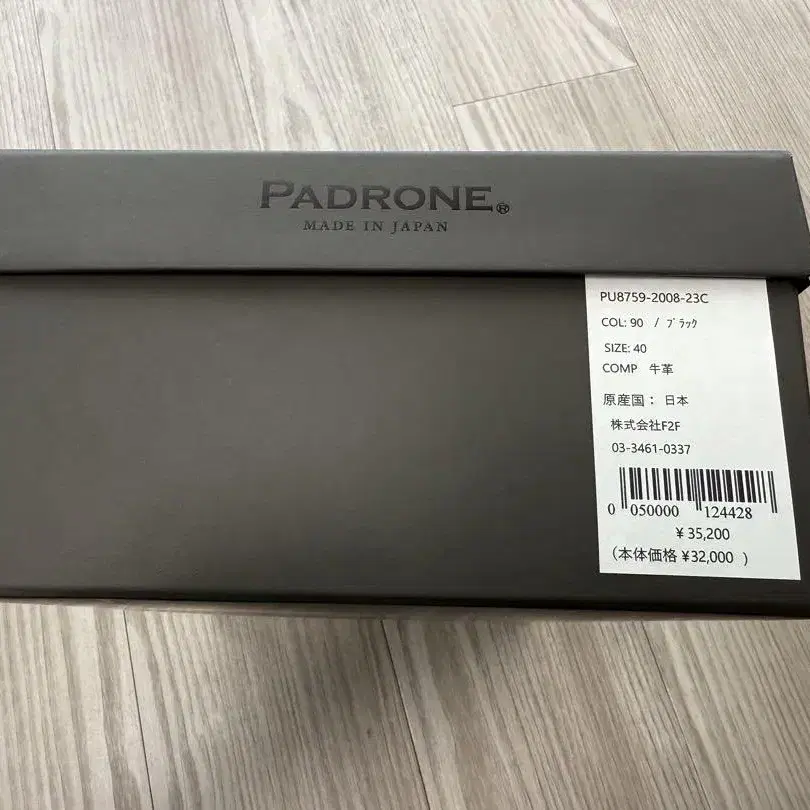 PADRONE®
MADE IN JAPAN
PU8759-2008-23C
COL: 90 / ﾌﾞﾗｯｸ
SIZE: 40
COMP 牛革
原産国： 日本
株式会社F2F
03-3461-0337
0 050000 124428
¥ 35,200
（本体価格 ¥32,000 ）